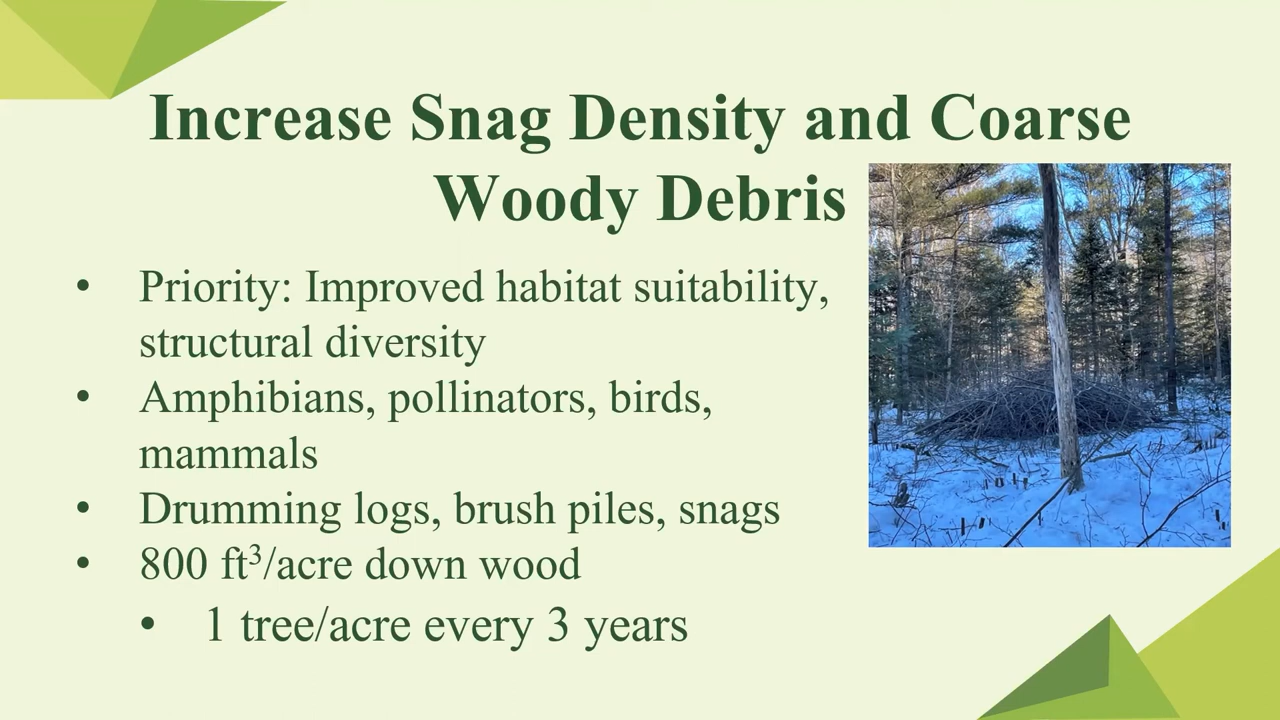 Increase Snag Density and Coarse
Woody Debris
• Priority: Improved habitat suitability,
structural diversity
• Amphibians, pollinators, birds,
mammals
• Drumming logs, brush piles, snags
• 800 ft³/acre down wood
• 1 tree/acre every 3 years